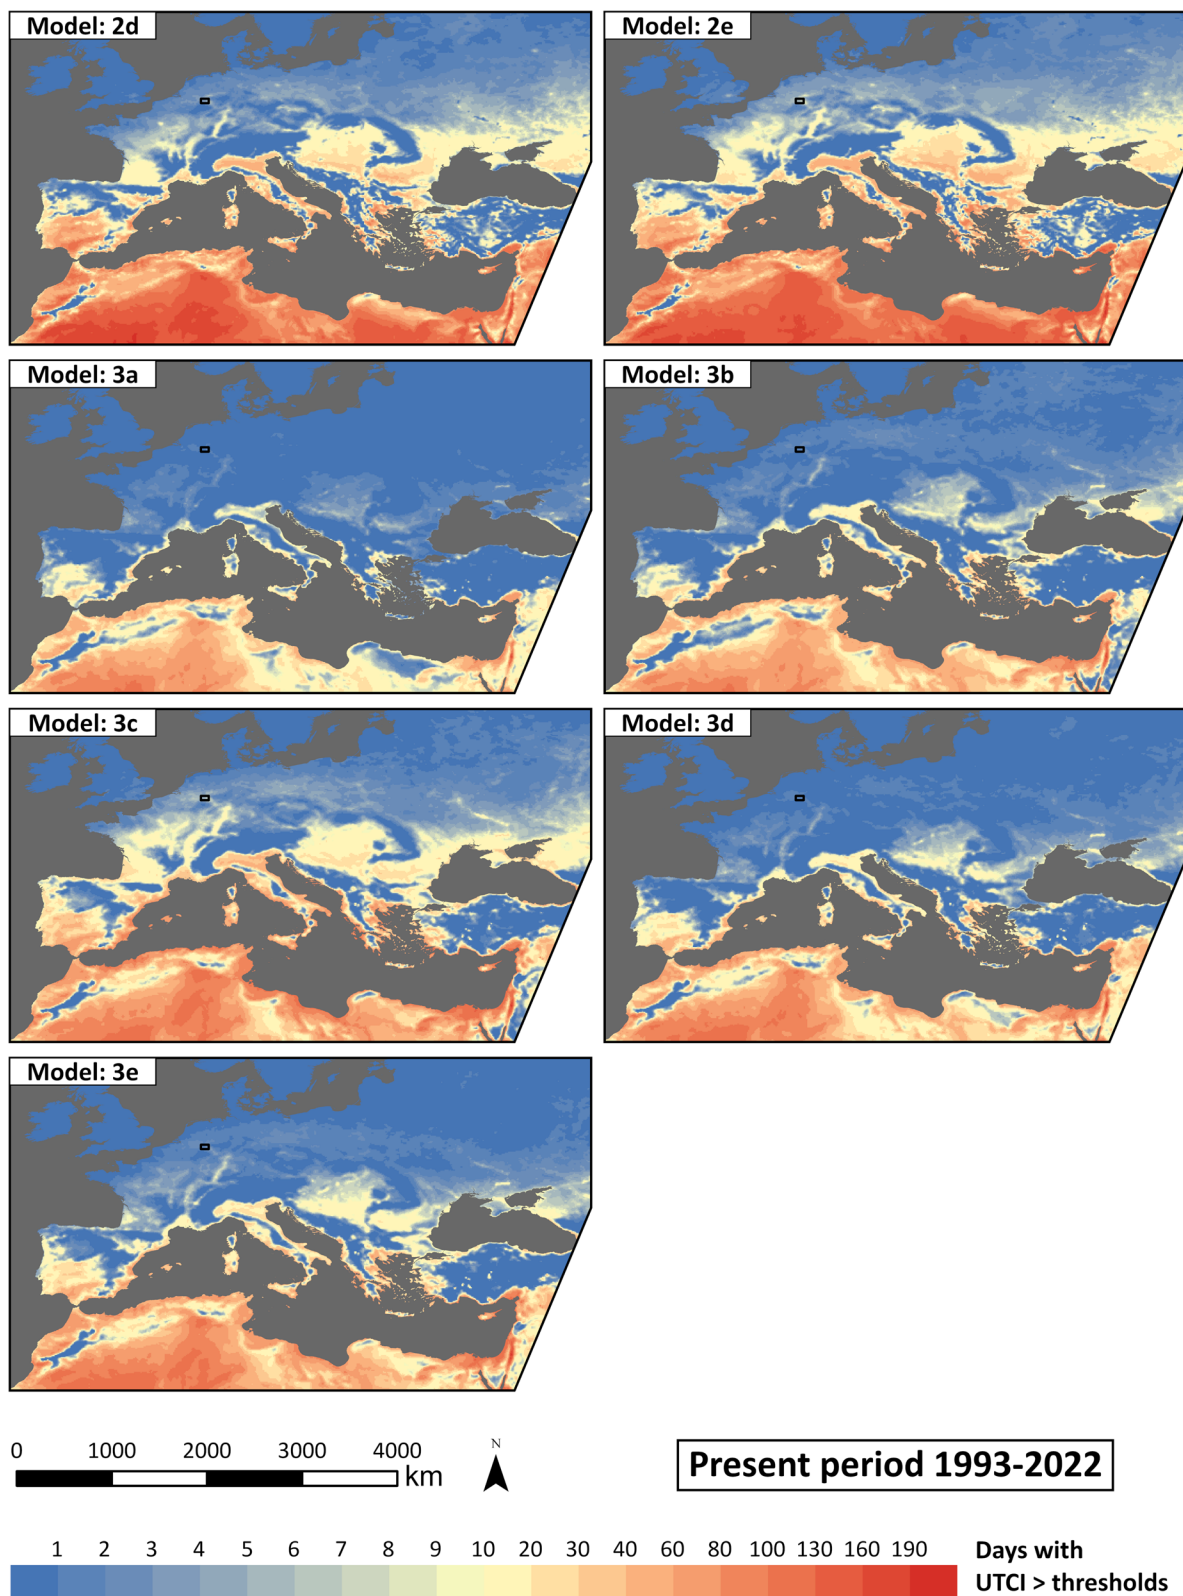 Model: 2d
Model: 2e
Model: 3a
Model: 3b
Model: 3c
Model: 3d
Model: 3e
0 1000 2000 3000 4000
km
N
Present period 1993-2022
1 2 3 4 5 6 7 8 9 10 20 30 40 60 80 100 130 160 190
Days with
UTCI > thresholds